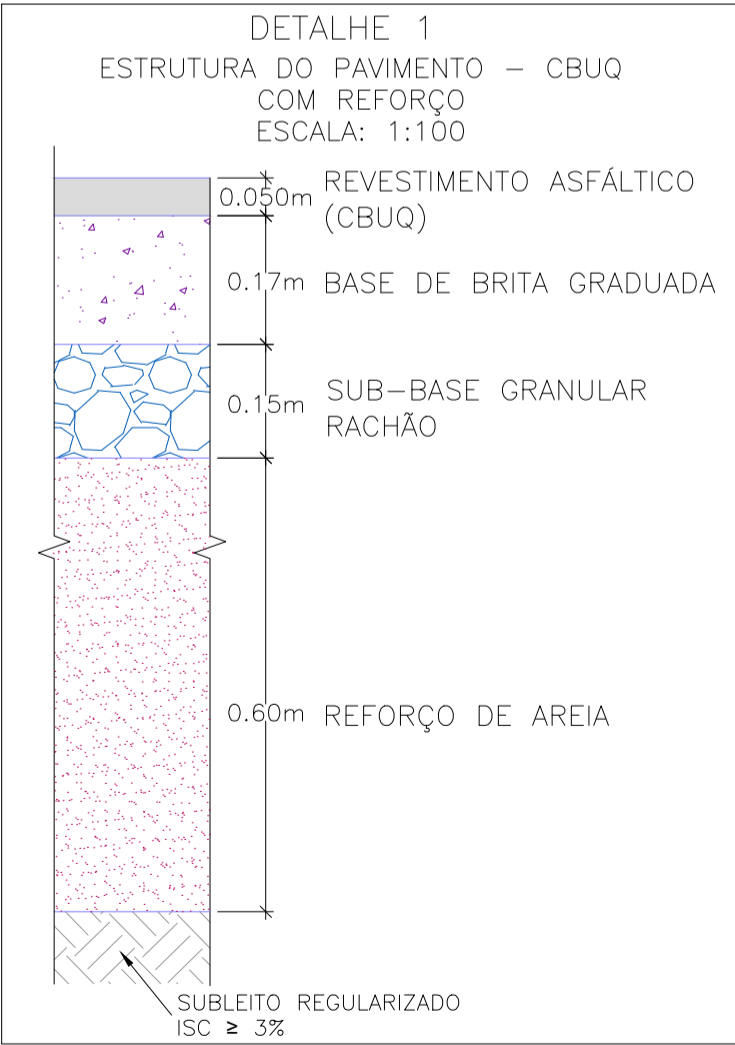 DETALHE 1
ESTRUTURA DO PAVIMENTO – CBUQ
COM REFORÇO
ESCALA: 1:100
0.050m
REVESTIMENTO ASFÁLTICO
(CBUQ)
0.17m
BASE DE BRITA GRADUADA
0.15m
SUB-BASE GRANULAR
RACHÃO
0.60m
REFORÇO DE AREIA
SUBLEITO REGULARIZADO
ISC ≥ 3%